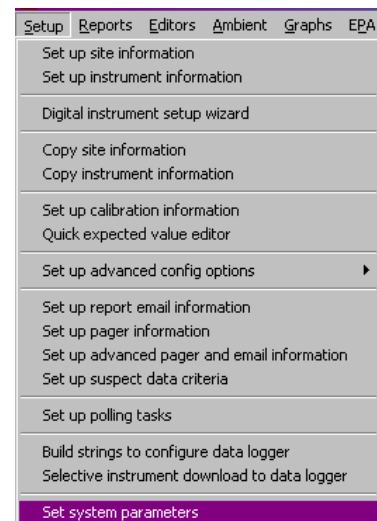 Setup Reports Editors Ambient Graphs EPA
Set up site information
Set up instrument information
Digital instrument setup wizard
Copy site information
Copy instrument information
Set up calibration information
Quick expected value editor
Set up advanced config options
Set up report email information
Set up pager information
Set up advanced pager and email information
Set up suspect data criteria
Set up polling tasks
Build strings to configure data logger
Selective instrument download to data logger
Set system parameters